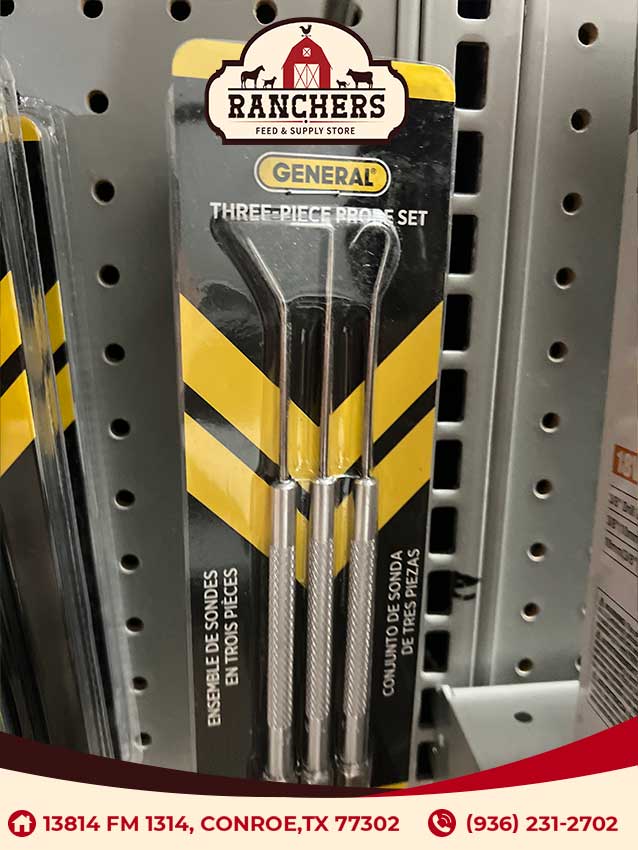 RANCHERS
FEED & SUPPLY STORE
GENERAL®
THREE-PIECE PROBE SET
ENSEMBLE DE SONDES
EN TROIS PIÈCES
CONJUNTO DE SONDA
DE TRES PIEZAS
13814 FM 1314, CONROE,TX 77302
(936) 231-2702